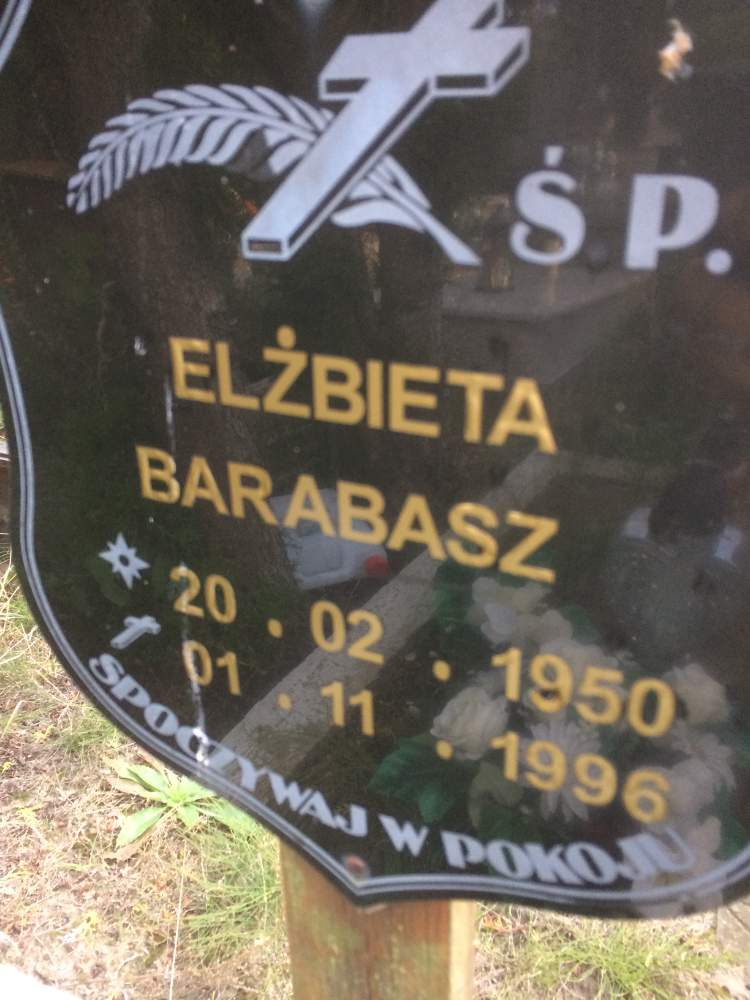 Ś.P.
ELŻBIETA
BARABASZ
20 . 02 . 1950
01 . 11 . 1996
SPOCZYWAJ W POKOJU